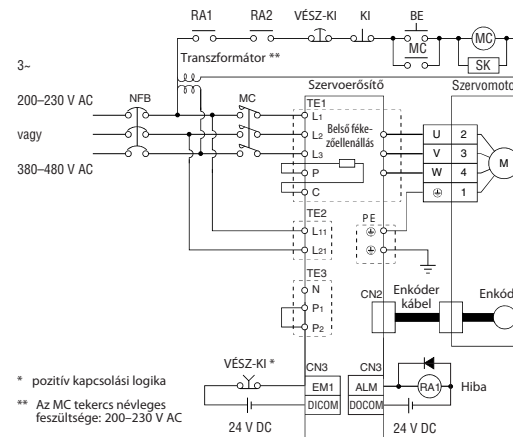 RA1 RA2 VÉSZ-KI KI BE
MC MC
SK
Transzformátor **
3~
Szervoerősítő Szervomoto
200–230 V AC NFB MC TE1
L1
vagy L2 Belső féke-
zőellenállás
L3
380–480 V AC P
C
U 2
V 3
W 4
1
M
TE2 PE
L11
L21
TE3
N
P1
P2
CN2 Enkóder
kábel
Enkód
VÉSZ-KI * CN3 CN3
EM1 ALM RA1 Hiba
DICOM DOCOM
24 V DC 24 V DC
* pozitív kapcsolási logika
** Az MC tekercs névleges
feszültsége: 200–230 V AC